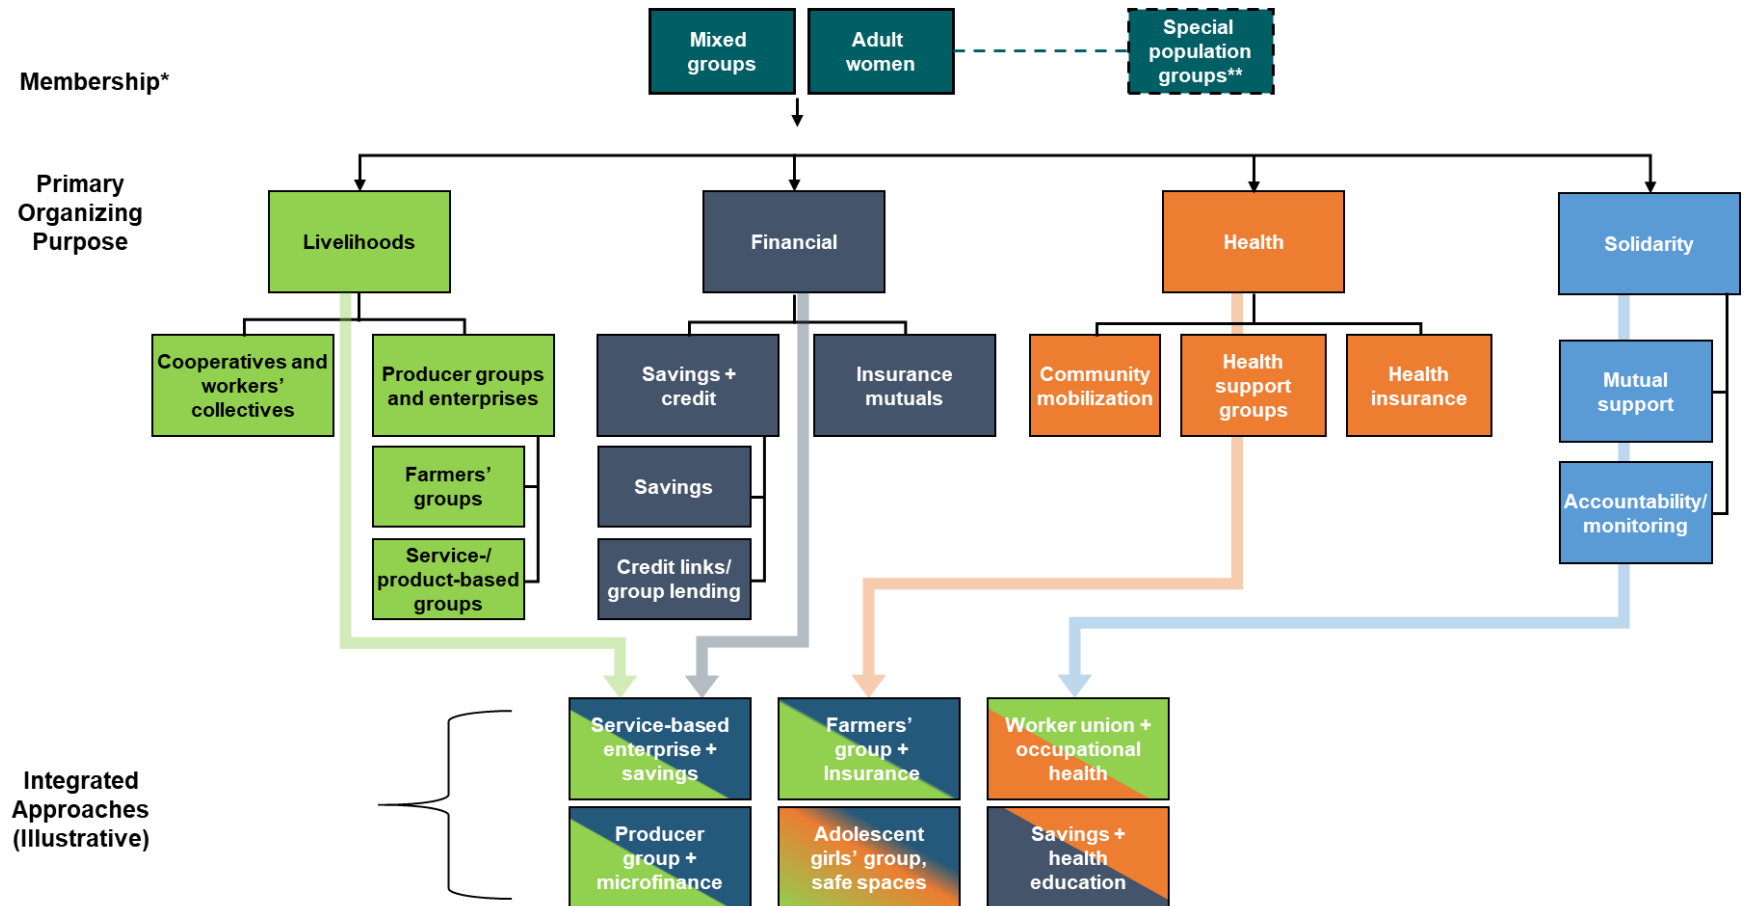 Membership*
Mixed
groups
Adult
women
Special
population
groups**
Primary
Organizing
Purpose
Livelihoods
Financial
Health
Solidarity
Cooperatives and
workers’
collectives
Producer groups
and enterprises
Savings +
credit
Insurance
mutuals
Community
mobilization
Health
support
groups
Health
insurance
Mutual
support
Farmers’
groups
Savings
Accountability/
monitoring
Service-/
product-based
groups
Credit links/
group lending
Integrated
Approaches
(Illustrative)
Service-based
enterprise +
savings
Farmers’
group +
Insurance
Worker union +
occupational
health
Producer
group +
microfinance
Adolescent
girls’ group,
safe spaces
Savings +
health
education